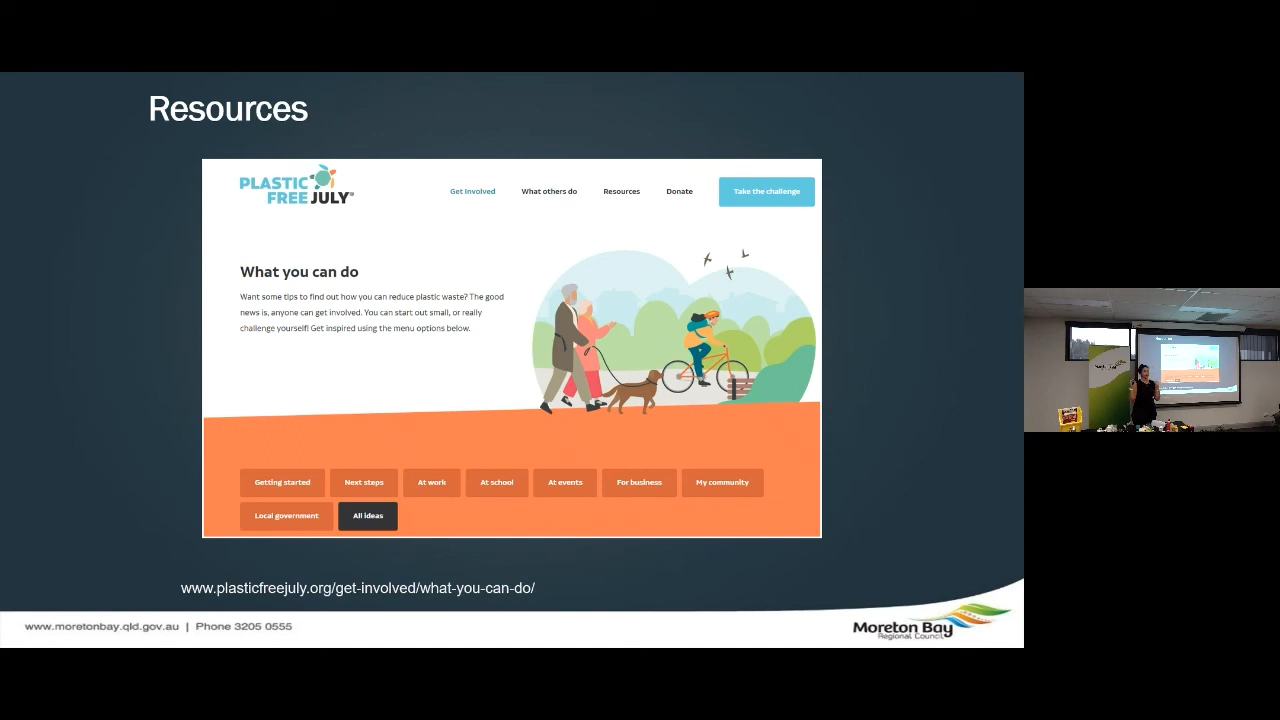 Resources
PLASTIC
FREE JULY
Get Involved
What others do
Resources
Donate
Take the challenge
What you can do
Want some tips to find out how you can reduce plastic waste? The good
news is, anyone can get involved. You can start out small, or really
challenge yourself! Get inspired using the menu options below.
Getting started
Next steps
At work
At school
At events
For business
My community
Local government
All ideas
www.plasticfreejuly.org/get-involved/what-you-can-do/
www.moretonbay.qld.gov.au | Phone 3205 0555
Moreton Bay
Regional Council